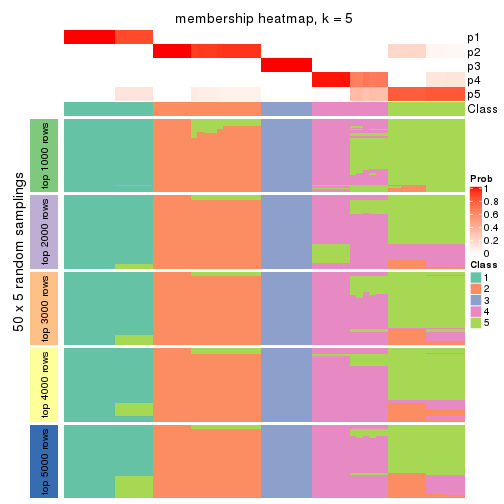 membership heatmap, k = 5
p1
p2
p3
p4
p5
Class
50 x 5 random samplings
top 1000 rows
top 2000 rows
top 3000 rows
top 4000 rows
top 5000 rows
Prob
1
0.8
0.6
0.4
0.2
0
Class
1
2
3
4
5